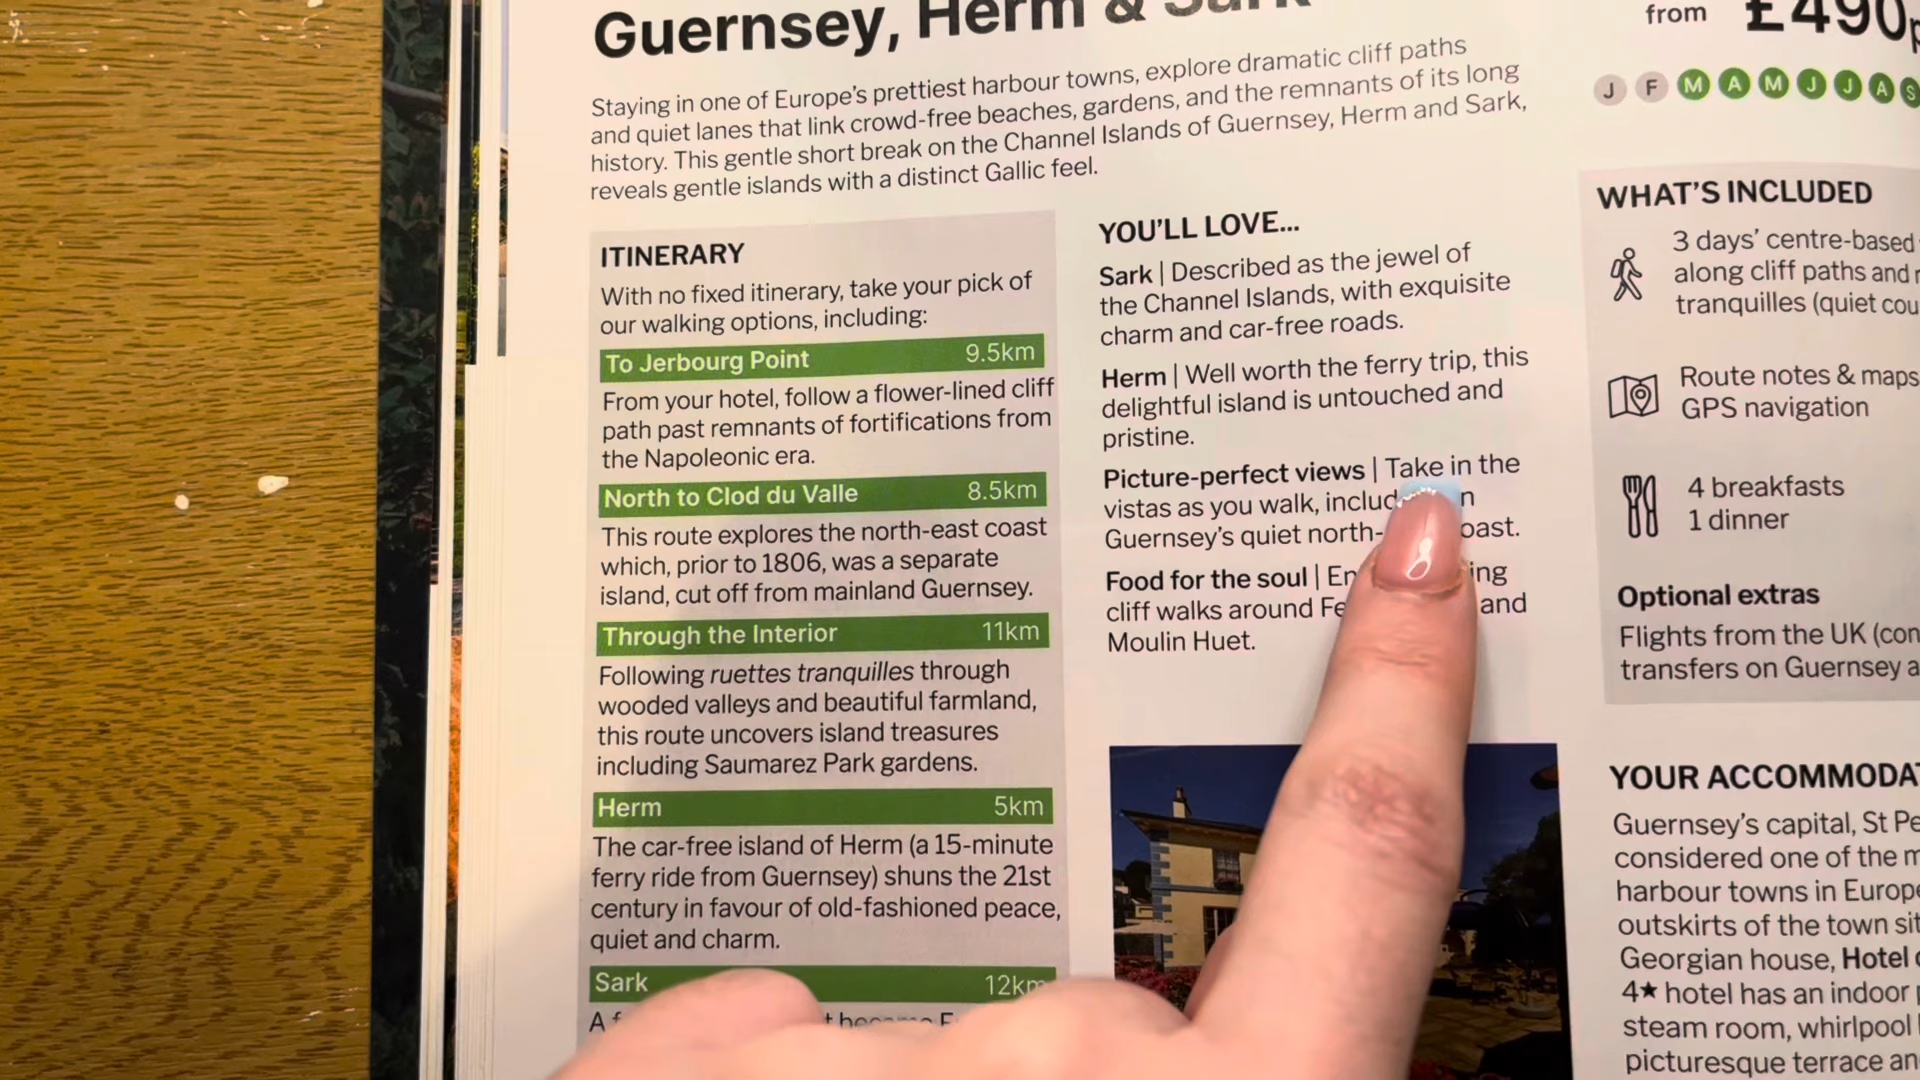 Guernsey, Herm & Sark
from £490
Staying in one of Europe's prettiest harbour towns, explore dramatic cliff paths
and quiet lanes that link crowd-free beaches, gardens, and the remnants of its long
history. This gentle short break on the Channel Islands of Guernsey, Herm and Sark,
reveals gentle islands with a distinct Gallic feel.
J F M A M J J A S
ITINERARY
With no fixed itinerary, take your pick of
our walking options, including:
To Jerbourg Point 9.5km
From your hotel, follow a flower-lined cliff
path past remnants of fortifications from
the Napoleonic era.
North to Clod du Valle 8.5km
This route explores the north-east coast
which, prior to 1806, was a separate
island, cut off from mainland Guernsey.
Through the Interior 11km
Following ruettes tranquilles through
wooded valleys and beautiful farmland,
this route uncovers island treasures
including Saumarez Park gardens.
Herm 5km
The car-free island of Herm (a 15-minute
ferry ride from Guernsey) shuns the 21st
century in favour of old-fashioned peace,
quiet and charm.
Sark 12km
A
YOU'LL LOVE...
Sark | Described as the jewel of
the Channel Islands, with exquisite
charm and car-free roads.
Herm | Well worth the ferry trip, this
delightful island is untouched and
pristine.
Picture-perfect views | Take in the
vistas as you walk,
Guernsey's quiet
Food for the soul |
cliff walks around and
Moulin Huet.
WHAT'S INCLUDED
3 days' centre-based
along cliff paths and
tranquilles (quiet
Route notes & maps
GPS navigation
4 breakfasts
1 dinner
Optional extras
Flights from the UK
transfers on Guernsey
YOUR
Guernsey's capital, St
considered one of the
harbour towns in Europe
outskirts of the town
Georgian house, Hotel
4★ hotel has an indoor
steam room, whirlpool
picturesque terrace